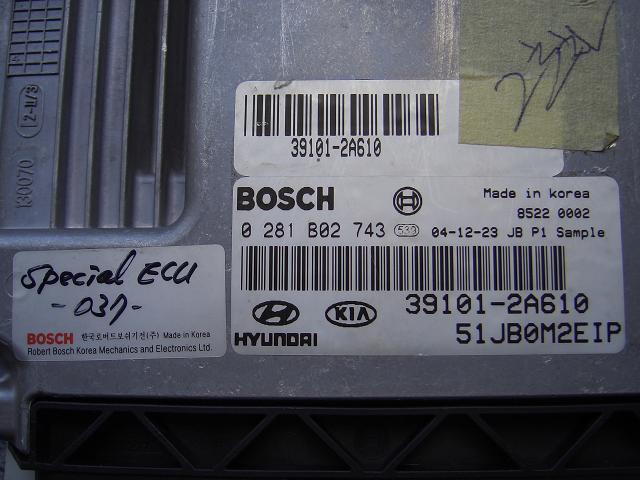 12-11/3
130070
39101-2A610
BOSCH
Made in korea
8522 0002
0 281 B02 743 533 04-12-23 JB P1 Sample
39101-2A610
HYUNDAI KIA
51JB0M2EIP
Special ECU
-037-
BOSCH 한국로버트보쉬기전(주) Made in Korea
Robert Bosch Korea Mechanics and Electronics Ltd.